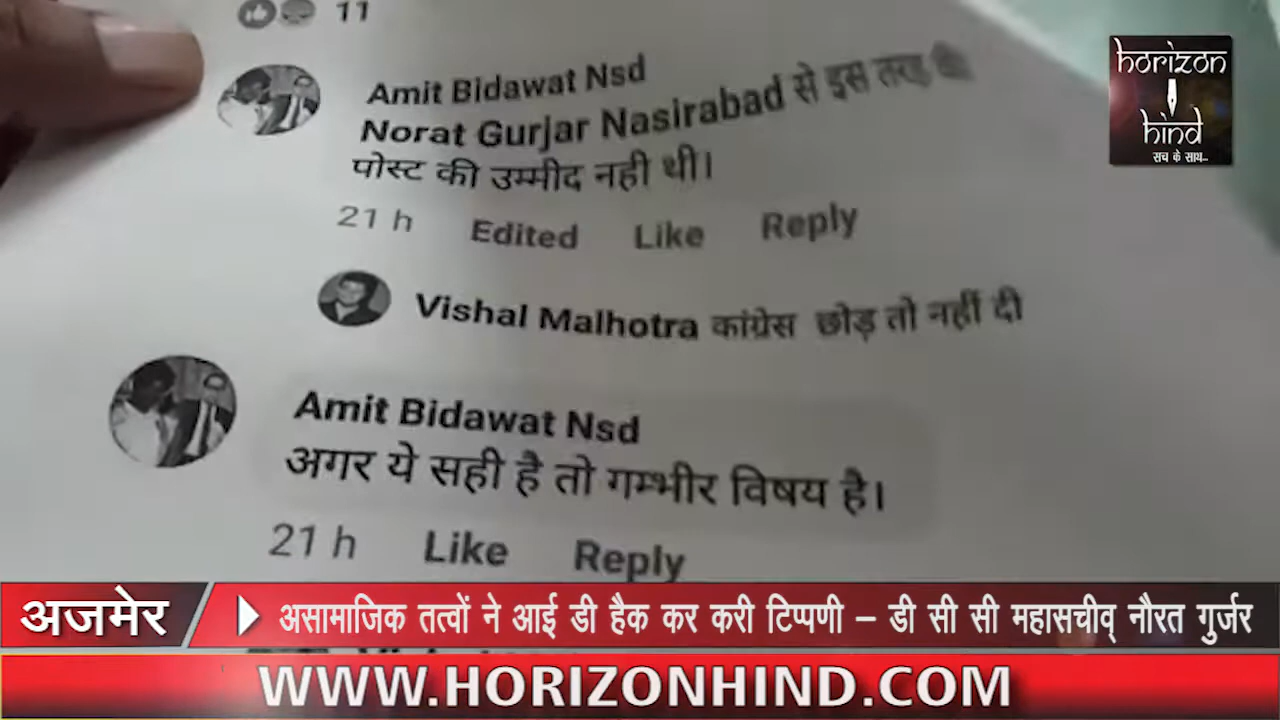 11
horizon
hind
सच के साथ...
Amit Bidawat Nsd
Norat Gurjar Nasirabad से इस तरह की
पोस्ट की उम्मीद नही थी।
21 h Edited Like Reply
Vishal Malhotra कांग्रेस छोड़ तो नहीं दी
Amit Bidawat Nsd
अगर ये सही है तो गम्भीर विषय है।
21 h Like Reply
अजमेर
असामाजिक तत्वों ने आई डी हैक कर करी टिप्पणी – डी सी सी महासचीव् नौरत गुर्जर
WWW.HORIZONHIND.COM